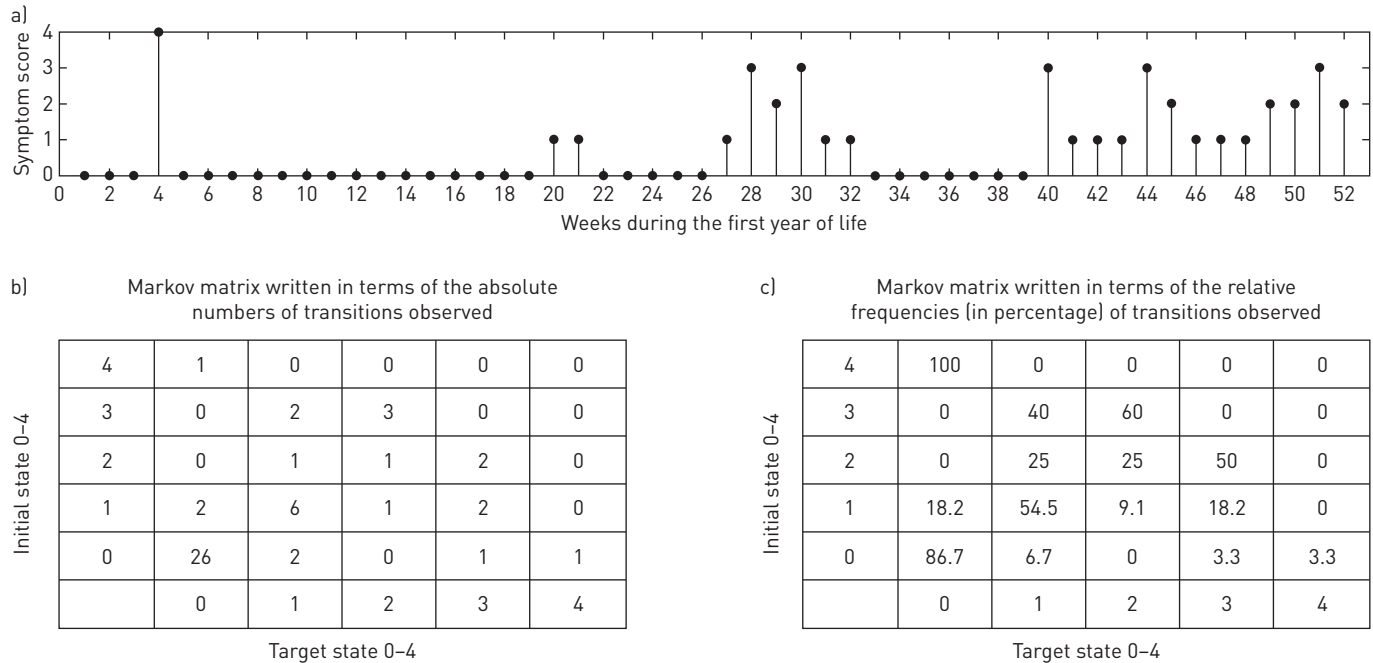 a)
Symptom score
4
3
2
1
0
0 2 4 6 8 10 12 14 16 18 20 22 24 26 28 30 32 34 36 38 40 42 44 46 48 50 52
Weeks during the first year of life
b)
Markov matrix written in terms of the absolute
numbers of transitions observed
Initial state 0–4
4 1 0 0 0 0
3 0 2 3 0 0
2 0 1 1 2 0
1 2 6 1 2 0
0 26 2 0 1 1
0 1 2 3 4
Target state 0–4
c)
Markov matrix written in terms of the relative
frequencies (in percentage) of transitions observed
Initial state 0–4
4 100 0 0 0 0
3 0 40 60 0 0
2 0 25 25 50 0
1 18.2 54.5 9.1 18.2 0
0 86.7 6.7 0 3.3 3.3
0 1 2 3 4
Target state 0–4